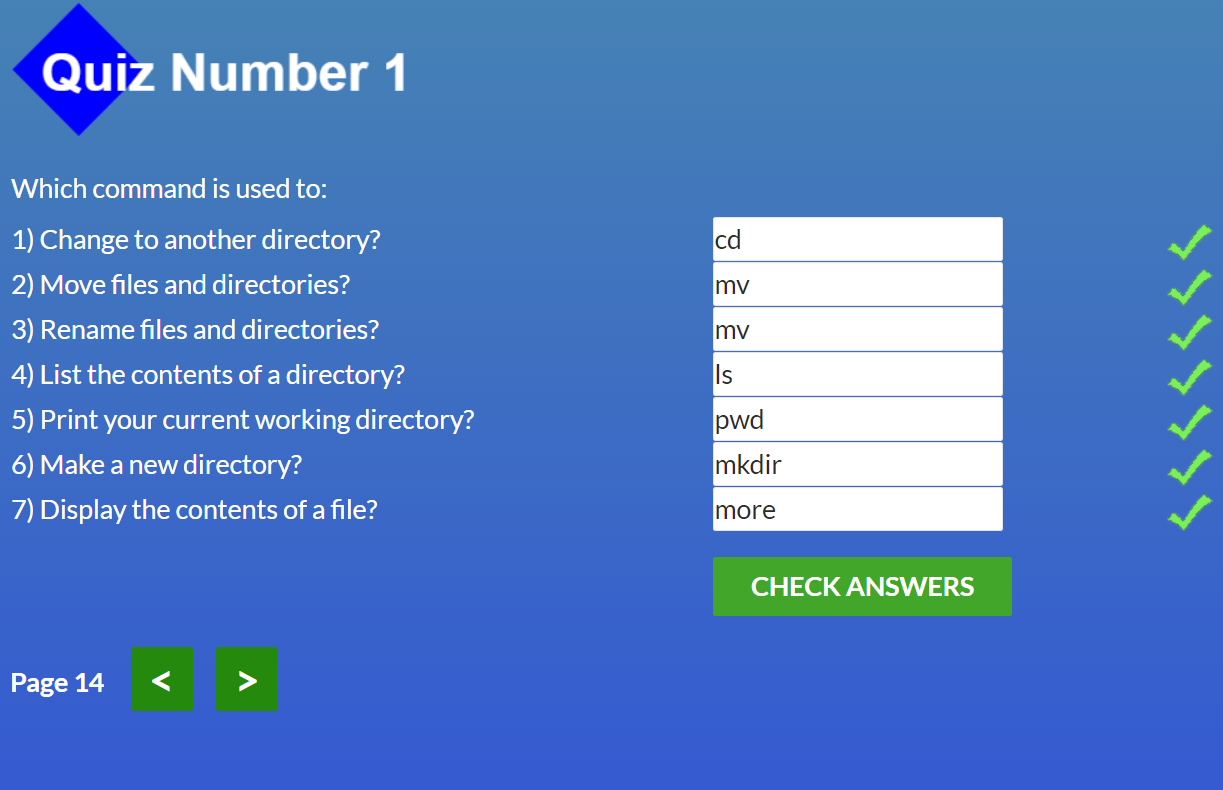 Quiz Number 1
Which command is used to:
1) Change to another directory? cd
2) Move files and directories? mv
3) Rename files and directories? mv
4) List the contents of a directory? ls
5) Print your current working directory? pwd
6) Make a new directory? mkdir
7) Display the contents of a file? more
CHECK ANSWERS
Page 14 < >